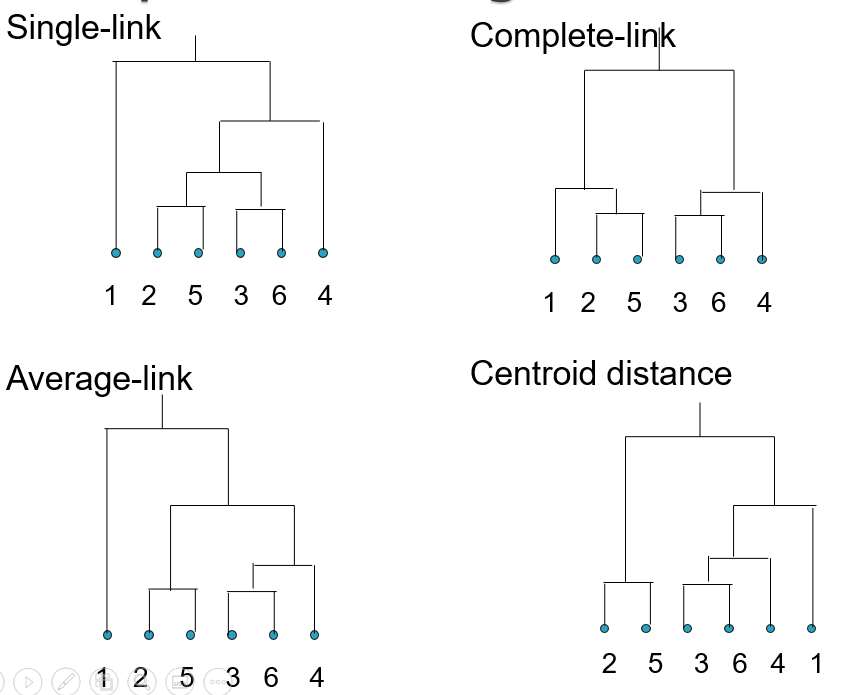 Single-link
Complete-link
1 2 5 3 6 4
1 2 5 3 6 4
Average-link
Centroid distance
1 2 5 3 6 4
2 5 3 6 4 1